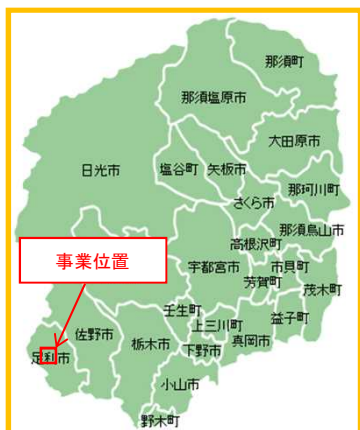 那須町
那須塩原市
大田原市
日光市
塩谷町
矢板市
那珂川町
さくら市
那須烏山市
高根沢町
事業位置
宇都宮市
市貝町
芳賀町
茂木町
壬生町
上三川町
益子町
佐野市
栃木市
下野市
真岡市
足利市
小山市
野木町